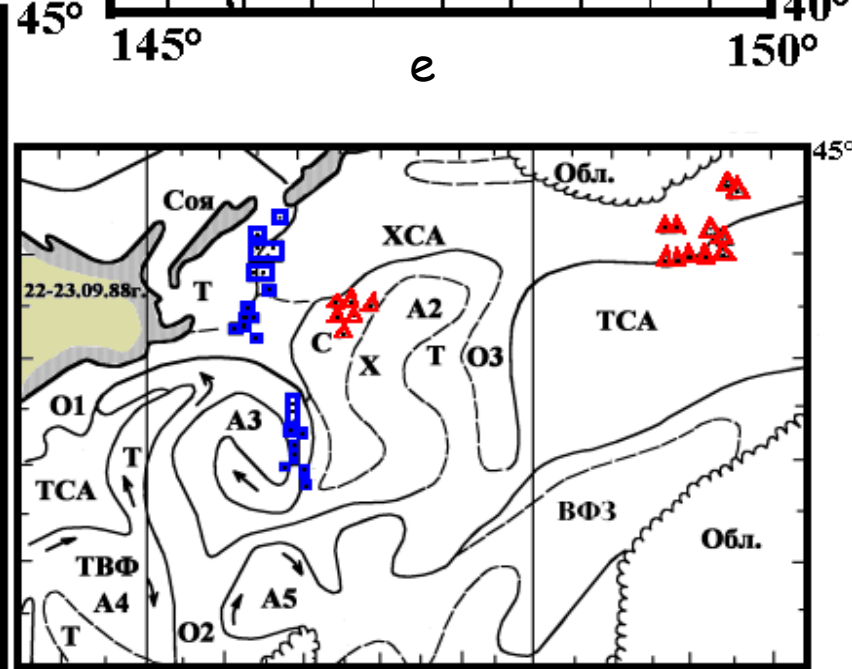 45° 40°
145° 150°
е
45°
Соя Обл.
ХСА
22-23.09.88г. Т
А2 ТСА
С Х Т О3
О1 А3
Т
ТСА ВФЗ
Обл.
ТВФ
А4 А5
Т О2